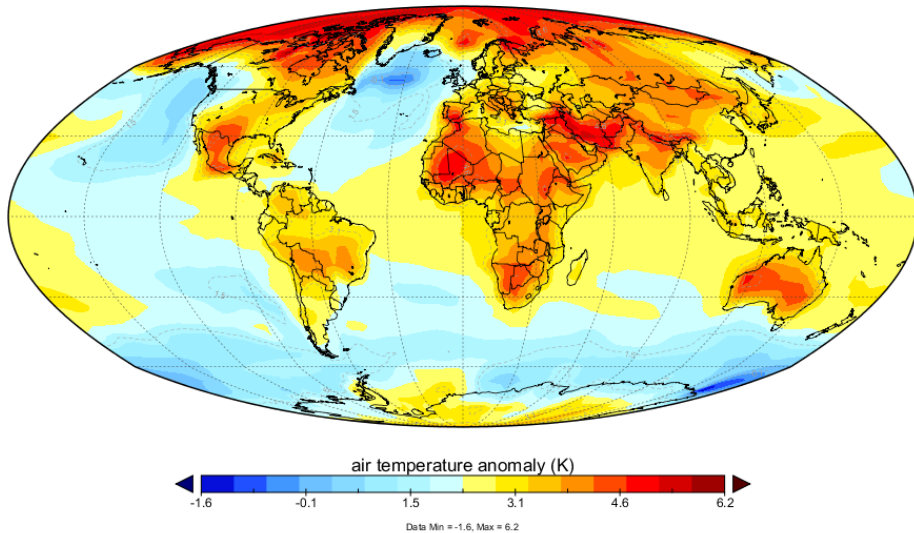 air temperature anomaly (K)
-1.6 -0.1 1.5 3.1 4.6 6.2
Data Min = -1.6, Max = 6.2